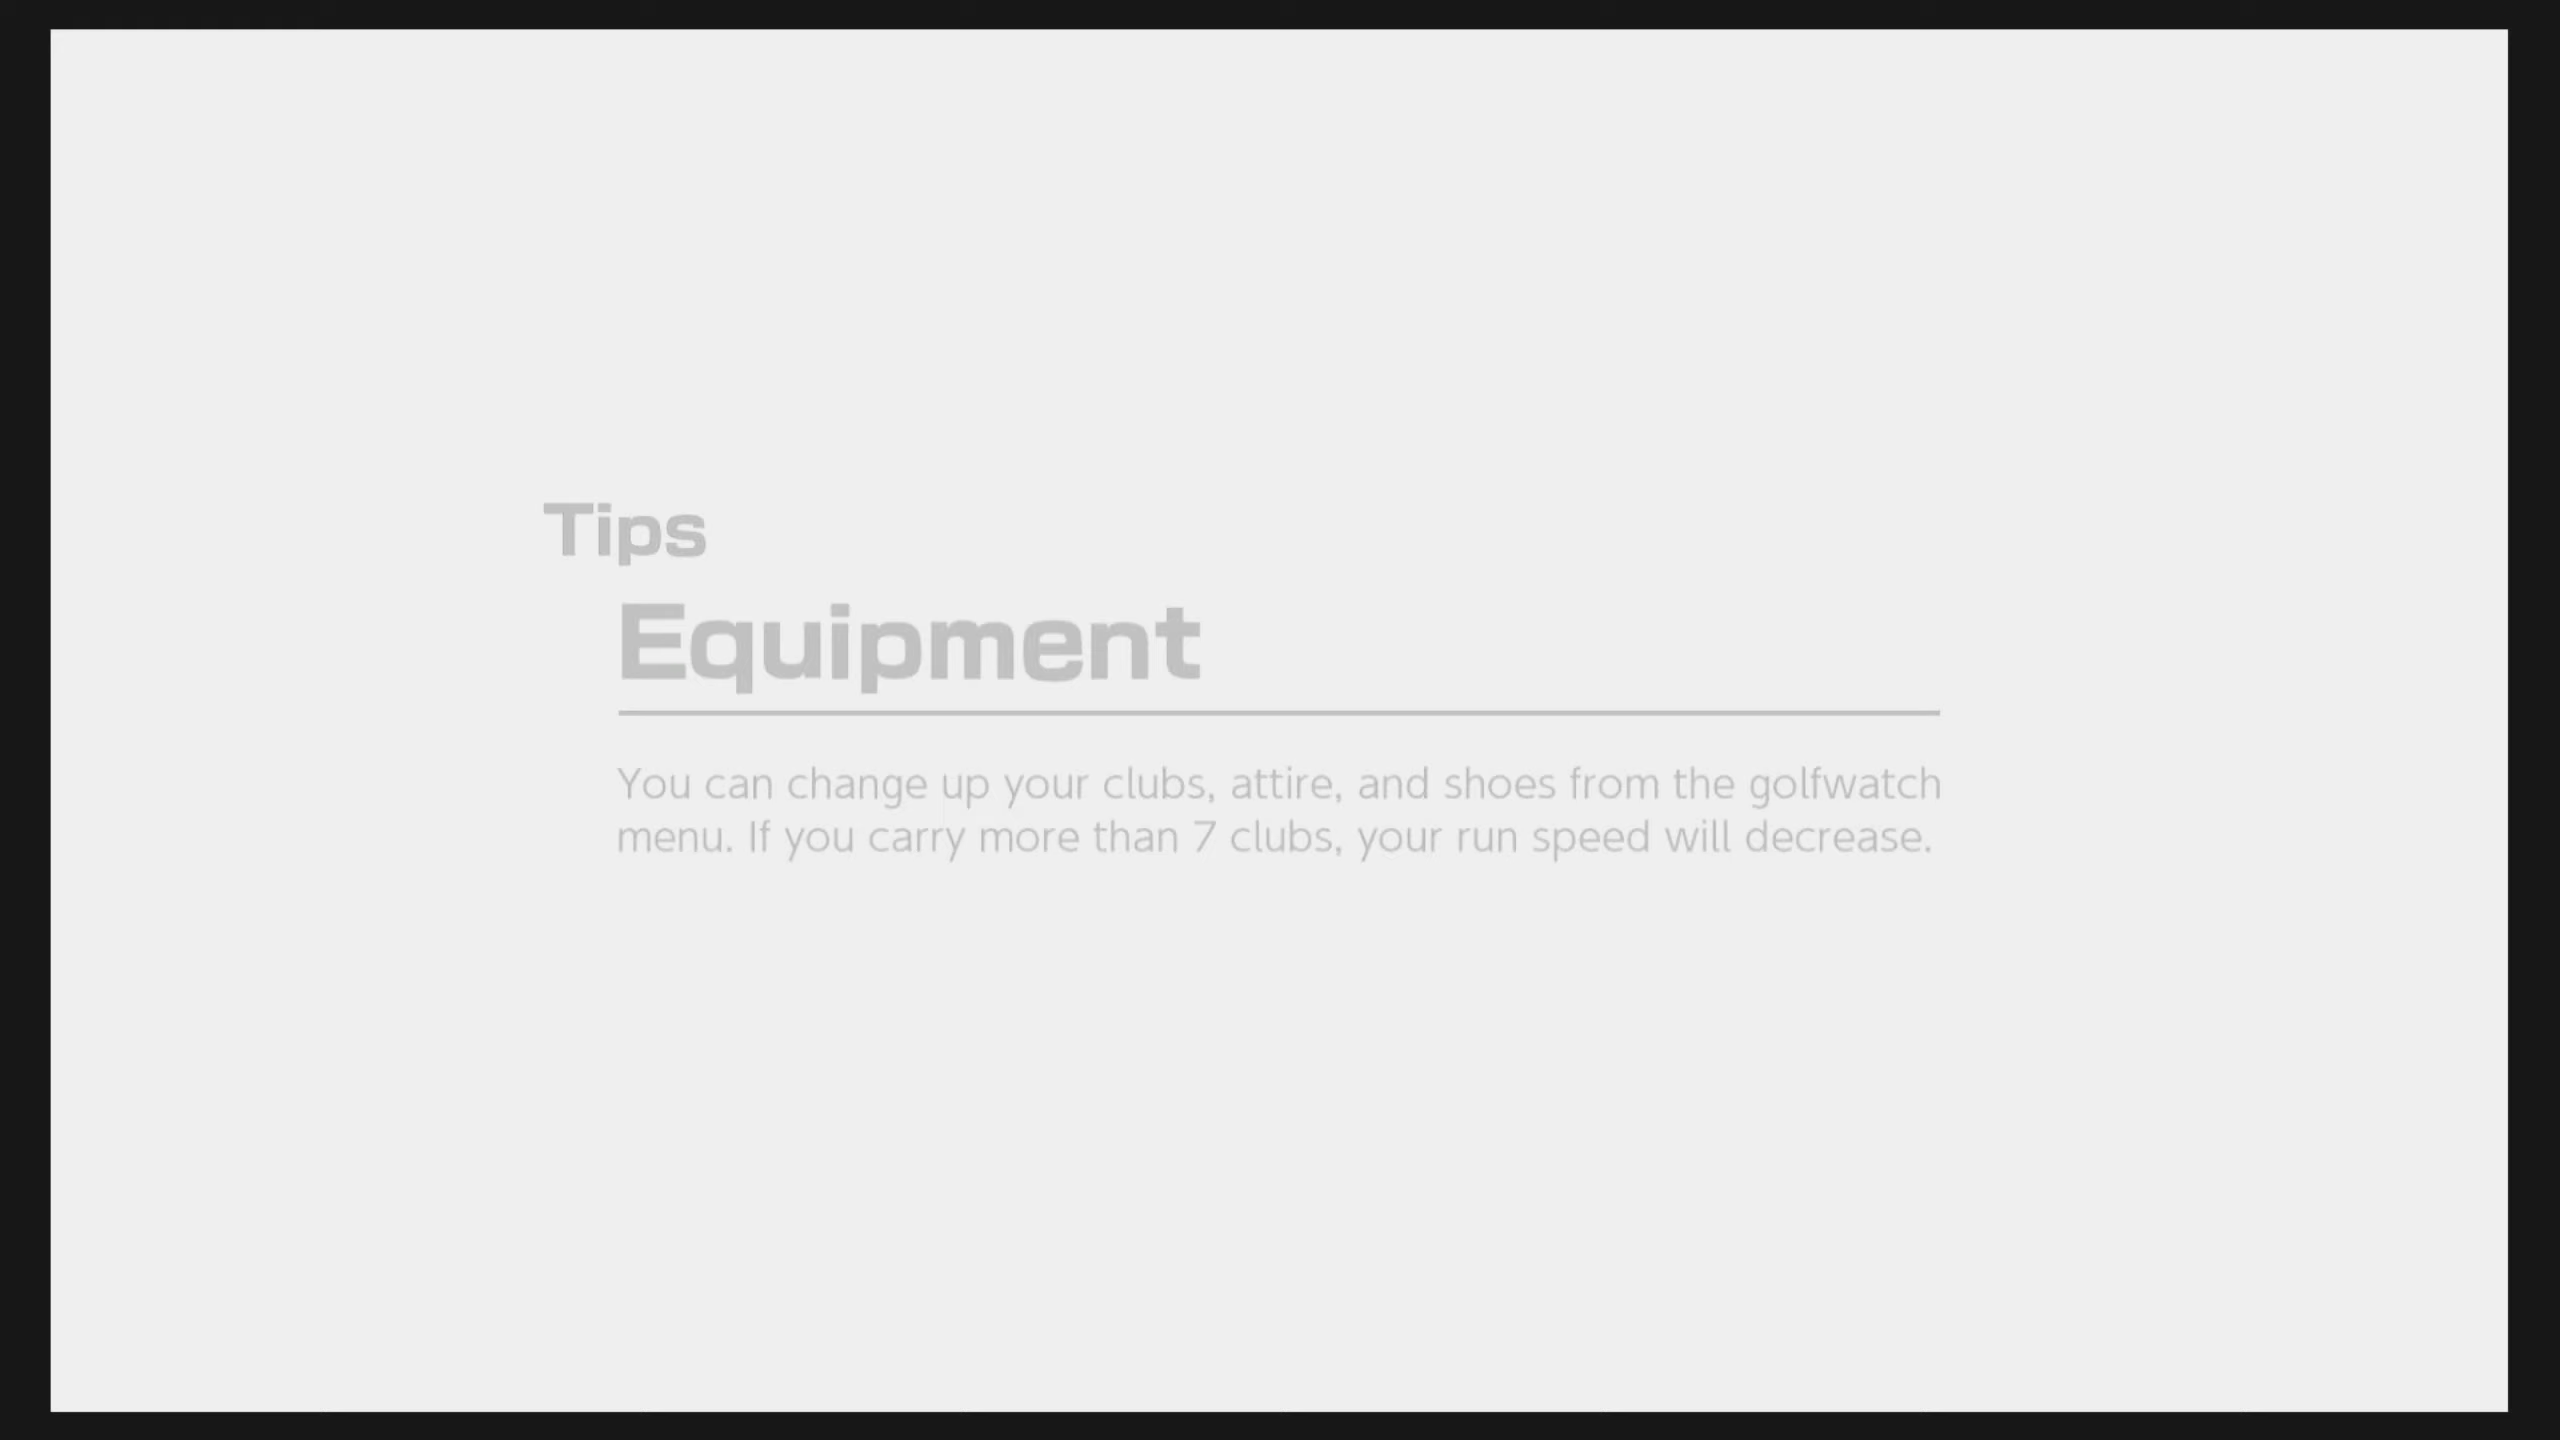 Tips
Equipment
You can change up your clubs, attire, and shoes from the golfwatch
menu. If you carry more than 7 clubs, your run speed will decrease.